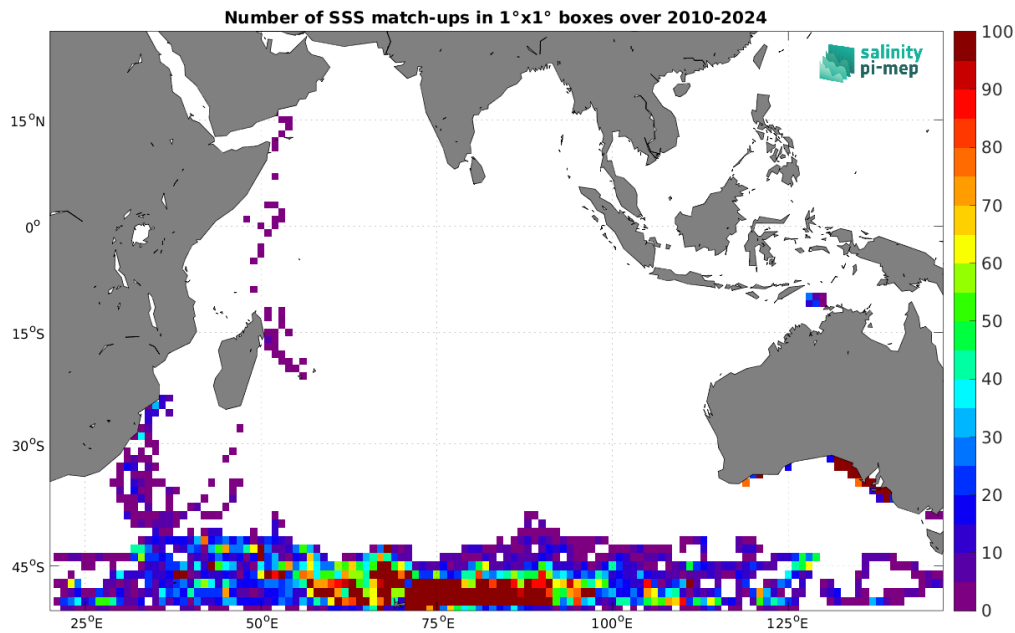 Number of SSS match-ups in 1°x1° boxes over 2010-2024
salinity
pi-mep
15°N
0°
15°S
30°S
45°S
25°E
50°E
75°E
100°E
125°E
100
90
80
70
60
50
40
30
20
10
0